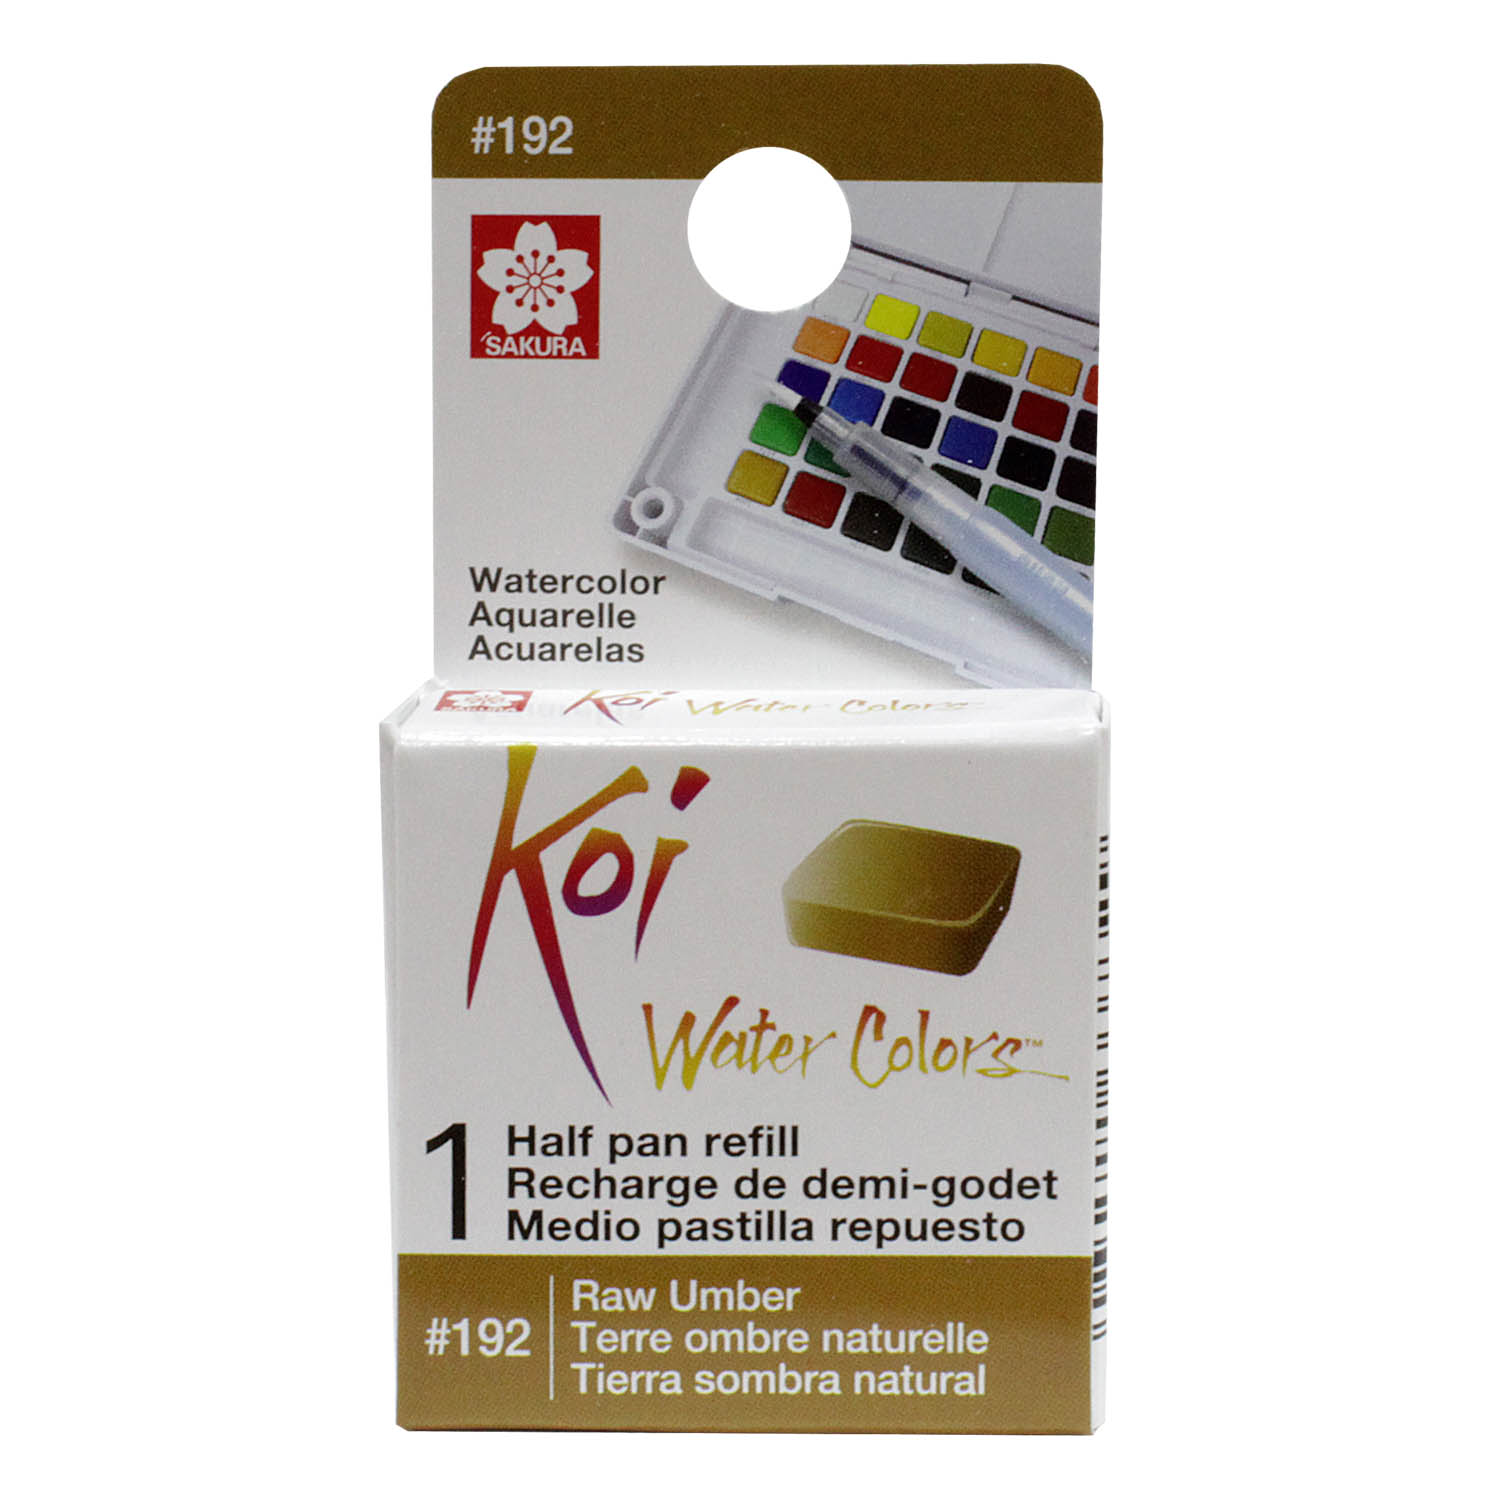 #192
SAKURA
Watercolor
Aquarelle
Acuarelas
SAKURA
Koi Water Colors
Koi
Water Colors™
1
Half pan refill
Recharge de demi-godet
Medio pastilla repuesto
#192
Raw Umber
Terre ombre naturelle
Tierra sombra natural